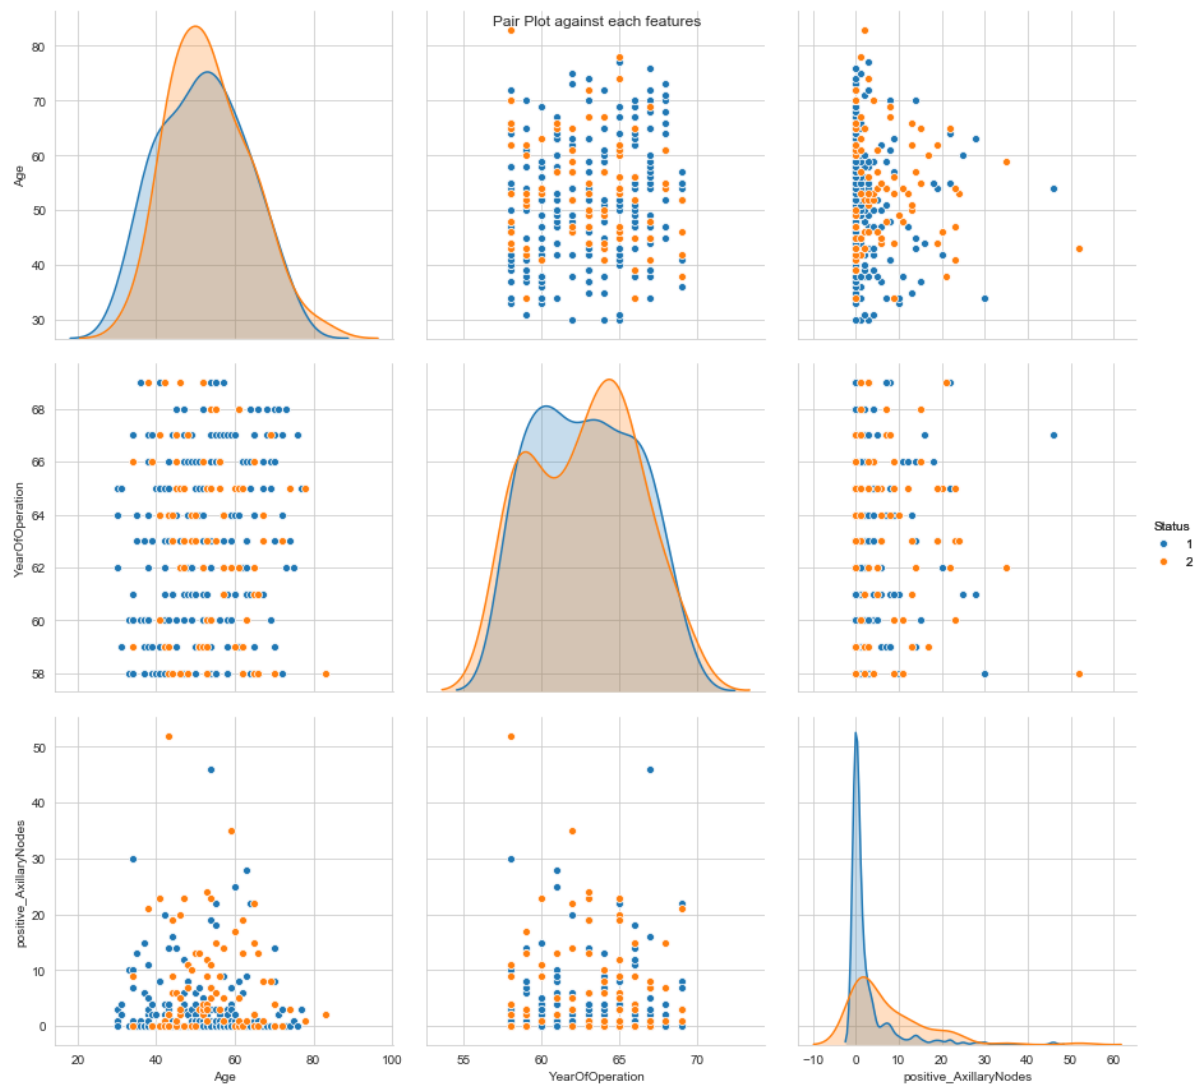 Pair Plot against each features
80
70
60
50
40
30
Age
68
66
64
62
60
58
YearOfOperation
Status
1
2
50
40
30
20
10
0
positive_AxillaryNodes
20 40 60 80 100
Age
55 60 65 70
YearOfOperation
−10 0 10 20 30 40 50 60
positive_AxillaryNodes